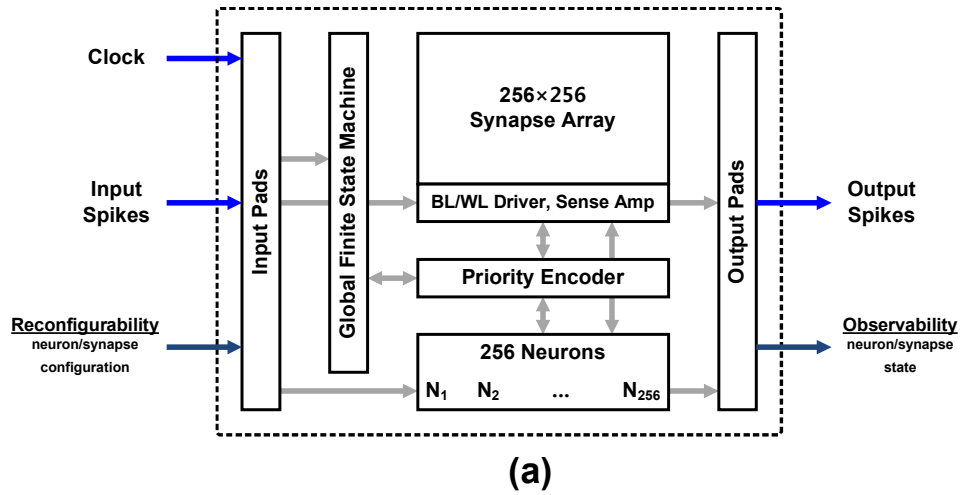 Clock
Input
Spikes
Reconfigurability
neuron/synapse
configuration
Input Pads
Global Finite State Machine
256×256
Synapse Array
BL/WL Driver, Sense Amp
Priority Encoder
256 Neurons
N1 N2 ... N256
Output Pads
Output
Spikes
Observability
neuron/synapse
state
(a)